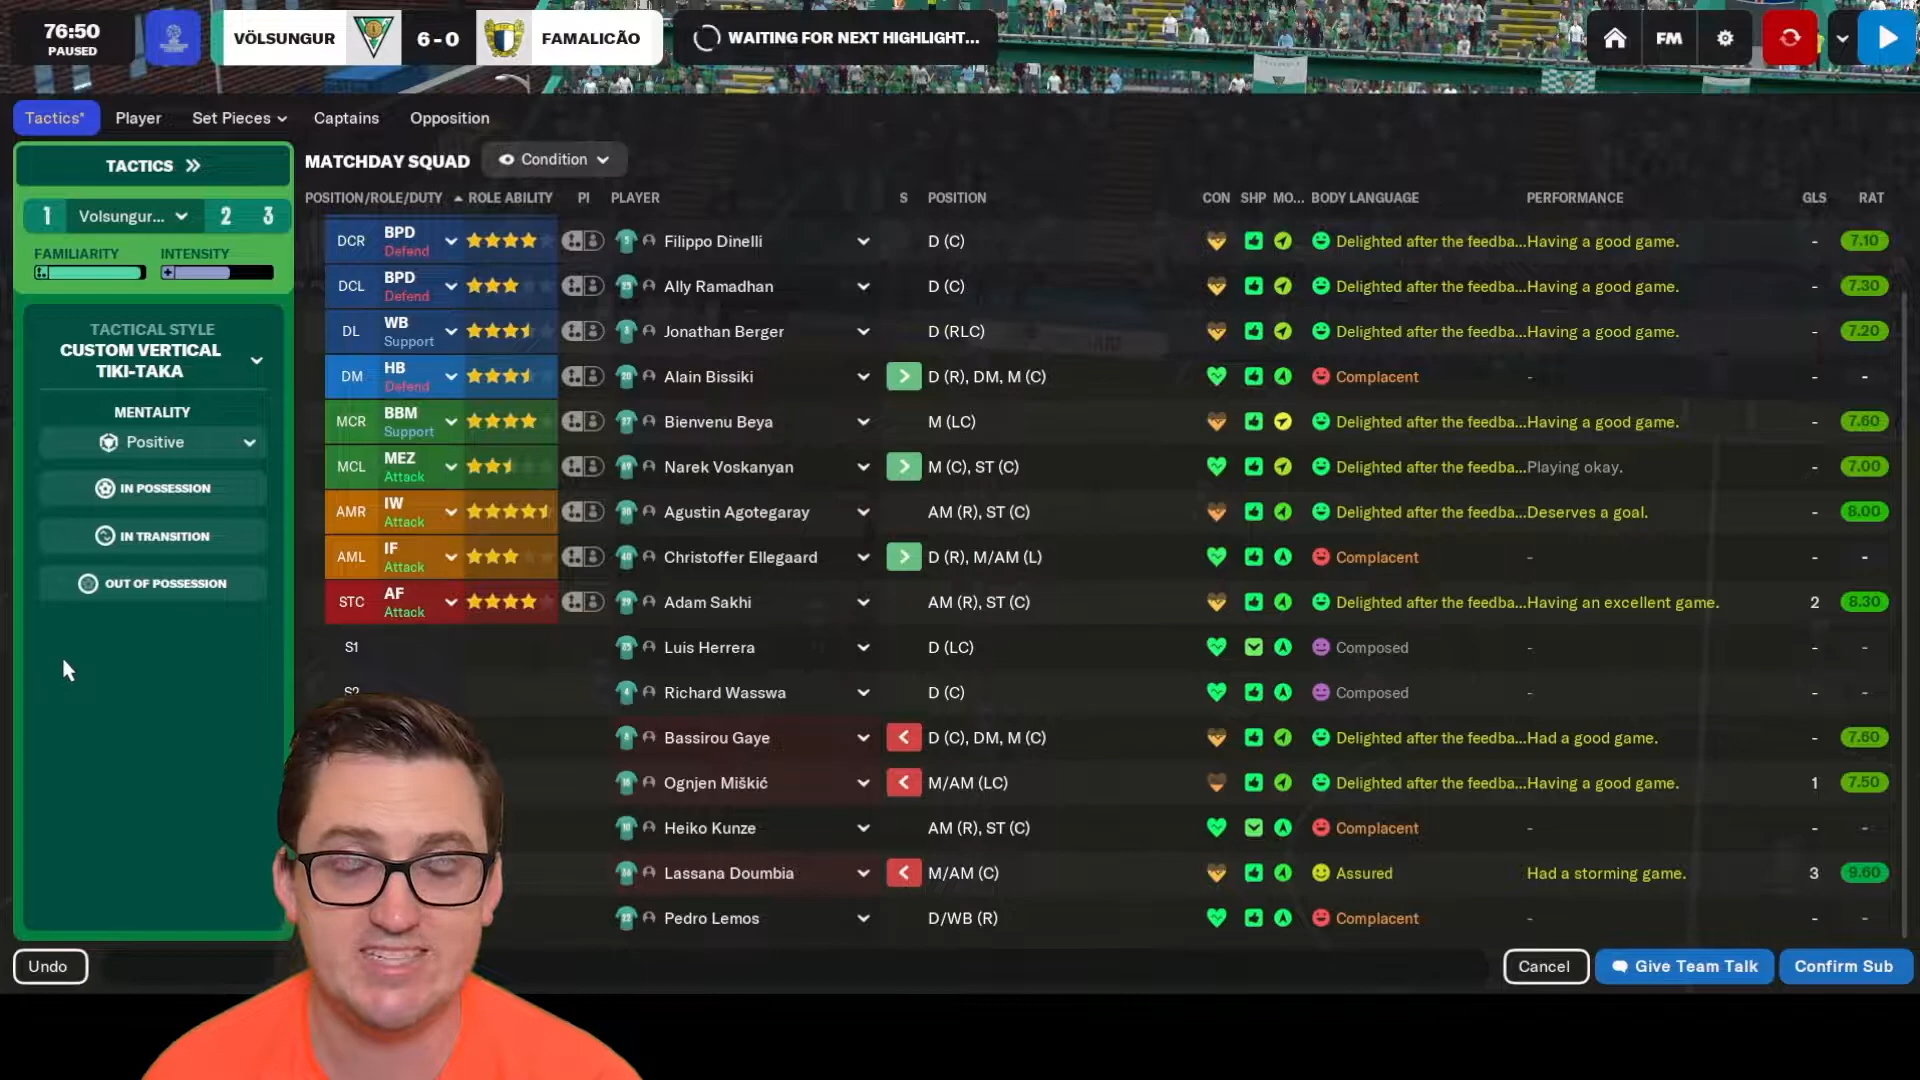 76:50
PAUSED
VÖLSUNGUR
6 - 0
FAMALICÃO
WAITING FOR NEXT HIGHLIGHT...
FM
Tactics*
Player
Set Pieces
Captains
Opposition
TACTICS
1 Volsungur... 2 3
FAMILIARITY
INTENSITY
TACTICAL STYLE
CUSTOM VERTICAL
TIKI-TAKA
MENTALITY
Positive
IN POSSESSION
IN TRANSITION
OUT OF POSSESSION
MATCHDAY SQUAD
Condition
POSITION/ROLE/DUTY ROLE ABILITY PI PLAYER S POSITION CON SHP MO... BODY LANGUAGE PERFORMANCE GLS RAT
DCR BPD Defend Filippo Dinelli D (C) Delighted after the feedba... Having a good game. - 7.10
DCL BPD Defend Ally Ramadhan D (C) Delighted after the feedba... Having a good game. - 7.30
DL WB Support Jonathan Berger D (RLC) Delighted after the feedba... Having a good game. - 7.20
DM HB Defend Alain Bissiki D (R), DM, M (C) Complacent - - -
MCR BBM Support Bienvenu Beya M (LC) Delighted after the feedba... Having a good game. - 7.60
MCL MEZ Attack Narek Voskanyan M (C), ST (C) Delighted after the feedba... Playing okay. - 7.00
AMR IW Attack Agustin Agotegaray AM (R), ST (C) Delighted after the feedba... Deserves a goal. - 8.00
AML IF Attack Christoffer Ellegaard D (R), M/AM (L) Complacent - - -
STC AF Attack Adam Sakhi AM (R), ST (C) Delighted after the feedba... Having an excellent game. 2 8.30
S1 Luis Herrera D (LC) Composed - - -
S2 Richard Wasswa D (C) Composed - - -
Bassirou Gaye D (C), DM, M (C) Delighted after the feedba... Had a good game. - 7.60
Ognjen Miškić M/AM (LC) Delighted after the feedba... Having a good game. 1 7.50
Heiko Kunze AM (R), ST (C) Complacent - - -
Lassana Doumbia M/AM (C) Assured Had a storming game. 3 9.60
Pedro Lemos D/WB (R) Complacent - - -
Undo
Cancel
Give Team Talk
Confirm Sub